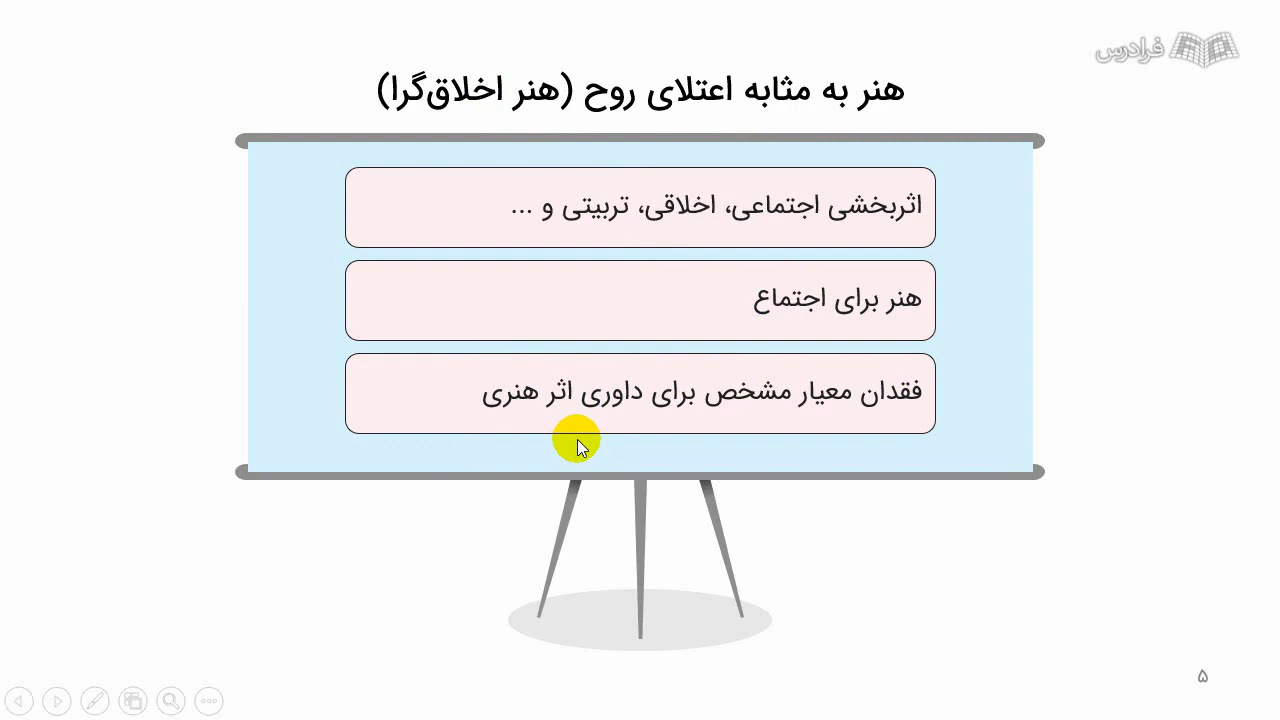 فرادرس
هنر به مثابه اعتلای روح (هنر اخلاق‌گرا)
اثربخشی اجتماعی، اخلاقی، تربیتی و ...
هنر برای اجتماع
فقدان معیار مشخص برای داوری اثر هنری
۵